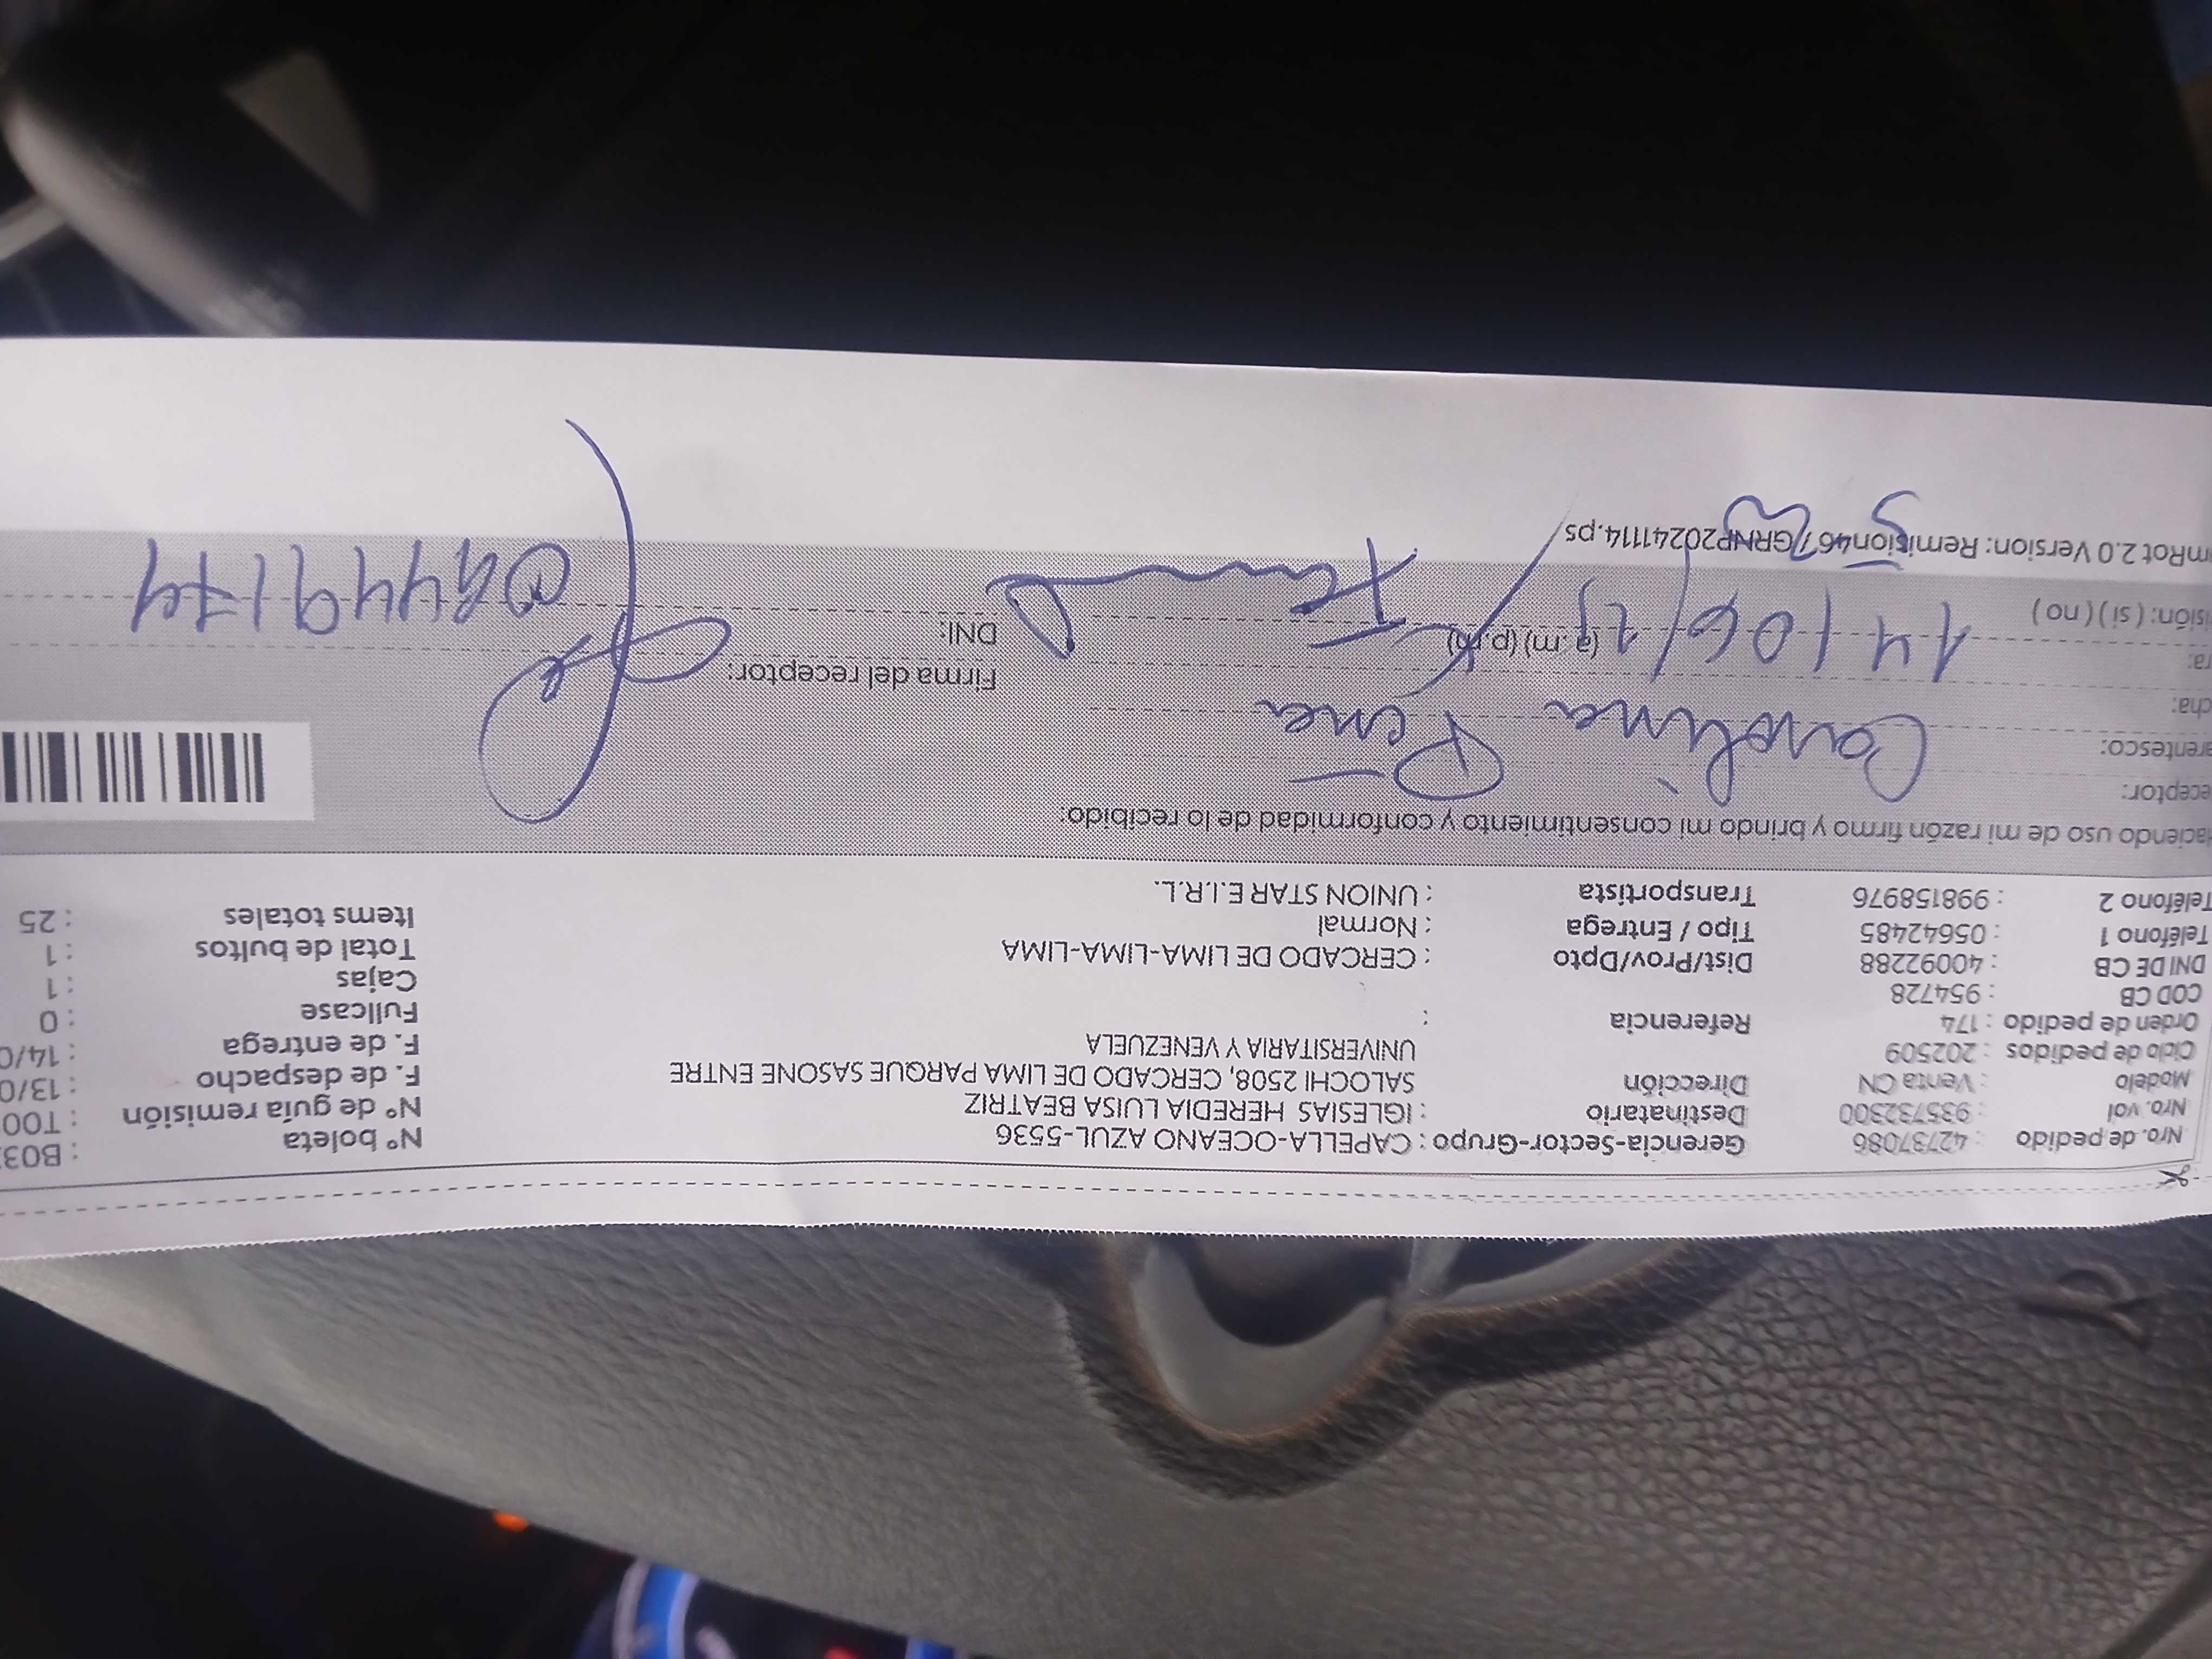 Nro. de pedido : 42737086 Gerencia-Sector-Grupo : CAPELLA-OCEANO AZUL-5536 N° boleta : B03
Nro. vol : 935732300 Destinatario : IGLESIAS HEREDIA LUISA BEATRIZ N° de guía remisión : T00
Modelo : Venta CN Dirección SALOCHI 2508, CERCADO DE LIMA PARQUE SASONE ENTRE F. de despacho : 13/0
Ciclo de pedidos : 202509 UNIVERSITARIA Y VENEZUELA F. de entrega : 14/0
Orden de pedido : 174 Referencia : Fullcase : 0
COD CB : 954728 Cajas : 1
DNI DE CB : 40092288 Dist/Prov/Dpto : CERCADO DE LIMA-LIMA-LIMA Total de bultos : 1
Teléfono 1 : 05642485 Tipo / Entrega : Normal Items totales : 25
Teléfono 2 : 998158976 Transportista : UNION STAR E.I.R.L.
Haciendo uso de mi razón firmo y brindo mi consentimiento y conformidad de lo recibido:
eceptor: Carolina Pena
arentesco:
cha: 14/06/25 Firma del receptor:
ra: (a.m) (p.m) DNI: 09449174
isión: ( si ) ( no )
mRot 2.0 Version: Remision467GRNP20241114.ps